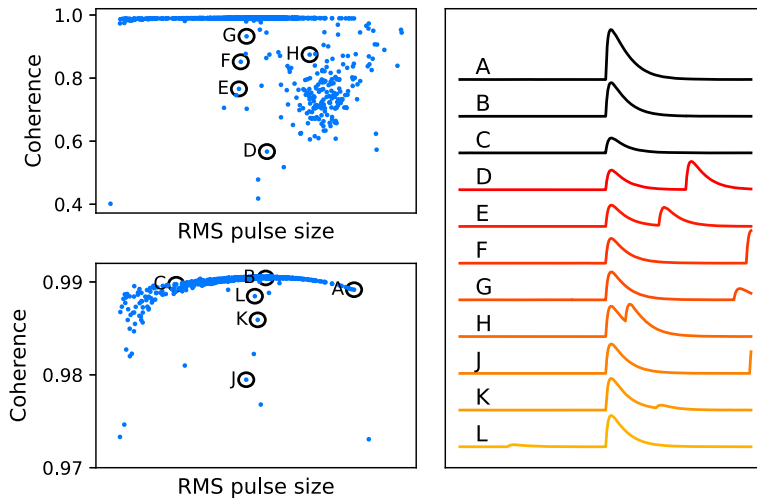 1.0
0.8
0.6
0.4
Coherence
G
F
E
H
D
RMS pulse size
0.99
0.98
0.97
Coherence
C
B
A
L
K
J
RMS pulse size
A
B
C
D
E
F
G
H
J
K
L